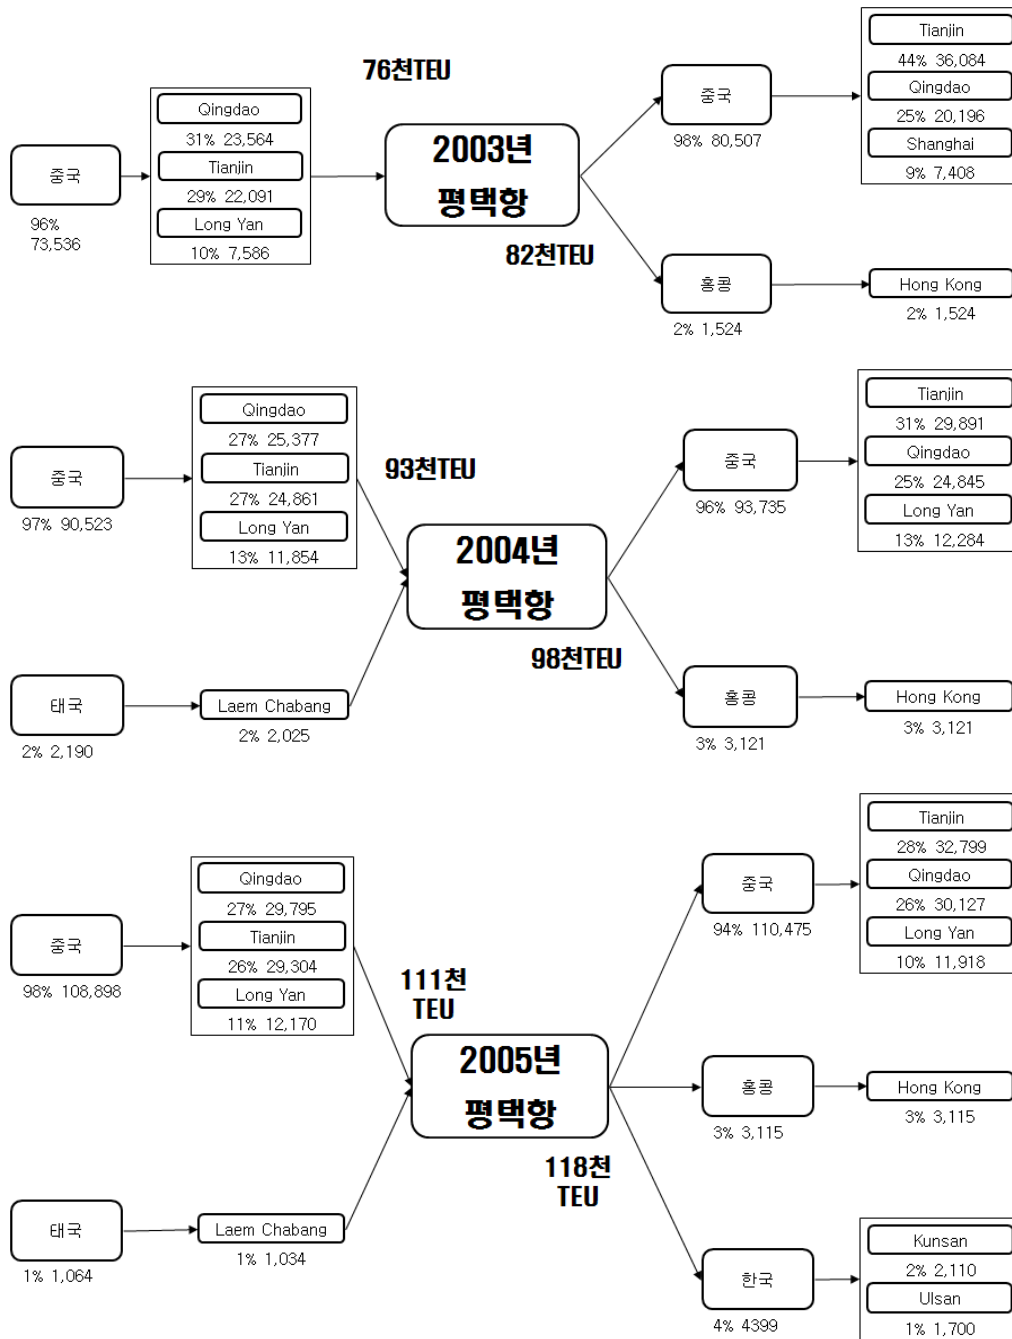 76천TEU
중국
96%
73,536
Qingdao
31% 23,564
Tianjin
29% 22,091
Long Yan
10% 7,586
2003년
평택항
82천TEU
중국
98% 80,507
Tianjin
44% 36,084
Qingdao
25% 20,196
Shanghai
9% 7,408
홍콩
2% 1,524
Hong Kong
2% 1,524
중국
97% 90,523
Qingdao
27% 25,377
Tianjin
27% 24,861
Long Yan
13% 11,854
태국
2% 2,190
Laem Chabang
2% 2,025
93천TEU
2004년
평택항
98천TEU
중국
96% 93,735
Tianjin
31% 29,891
Qingdao
25% 24,845
Long Yan
13% 12,284
홍콩
3% 3,121
Hong Kong
3% 3,121
중국
98% 108,898
Qingdao
27% 29,795
Tianjin
26% 29,304
Long Yan
11% 12,170
태국
1% 1,064
Laem Chabang
1% 1,034
111천
TEU
2005년
평택항
118천
TEU
중국
94% 110,475
Tianjin
28% 32,799
Qingdao
26% 30,127
Long Yan
10% 11,918
홍콩
3% 3,115
Hong Kong
3% 3,115
한국
4% 4399
Kunsan
2% 2,110
Ulsan
1% 1,700